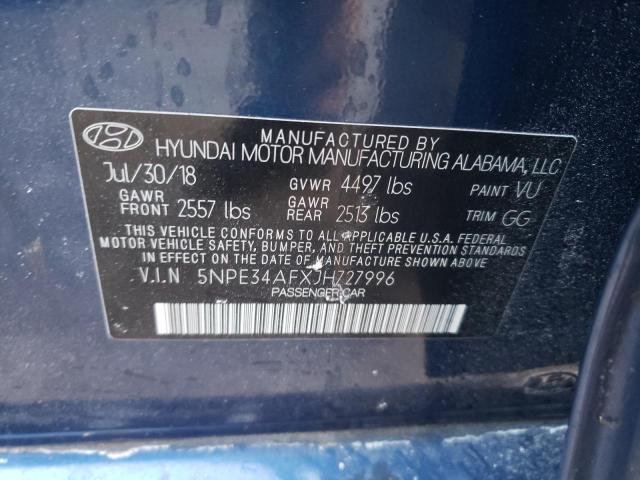 MANUFACTURED BY
HYUNDAI MOTOR MANUFACTURING ALABAMA, LLC
Jul/30/18 GVWR 4497 lbs PAINT VU
GAWR FRONT 2557 lbs GAWR REAR 2513 lbs TRIM GG
THIS VEHICLE CONFORMS TO ALL APPLICABLE U.S.A. FEDERAL
MOTOR VEHICLE SAFETY, BUMPER, AND THEFT PREVENTION STANDARDS
IN EFFECT ON THE DATE OF MANUFACTURE SHOWN ABOVE.
V.I.N 5NPE34AFXJH727996
PASSENGER CAR